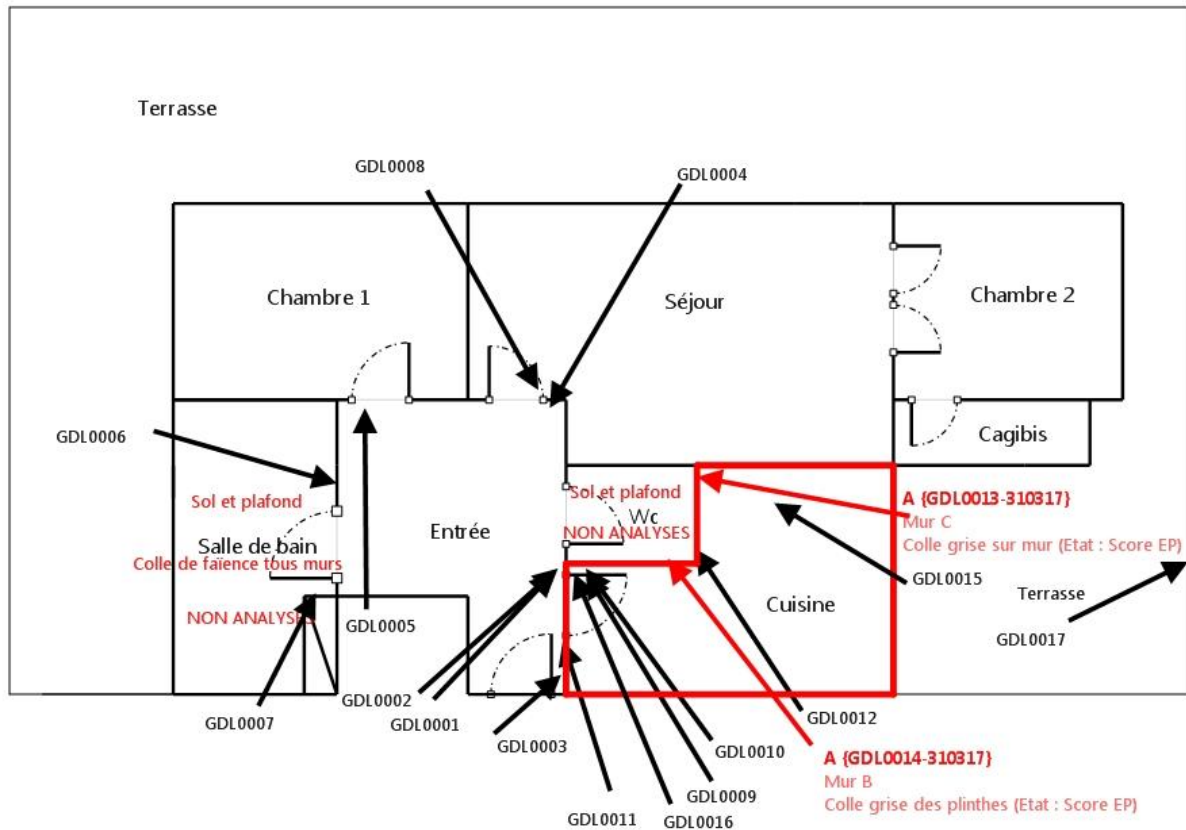 Terrasse
GDL0008
GDL0004
Chambre 1
Séjour
Chambre 2
GDL0006
Cagibis
Sol et plafond
Sol et plafond
A {GDL0013-310317}
Mur C
Colle grise sur mur (Etat : Score EP)
Wc
Entrée
NON ANALYSES
Salle de bain
Colle de faïence tous murs
GDL0015
Terrasse
Cuisine
NON ANALYSES
GDL0005
GDL0017
GDL0002
GDL0007
GDL0001
GDL0012
GDL0003
GDL0010
A {GDL0014-310317}
Mur B
Colle grise des plinthes (Etat : Score EP)
GDL0009
GDL0011
GDL0016